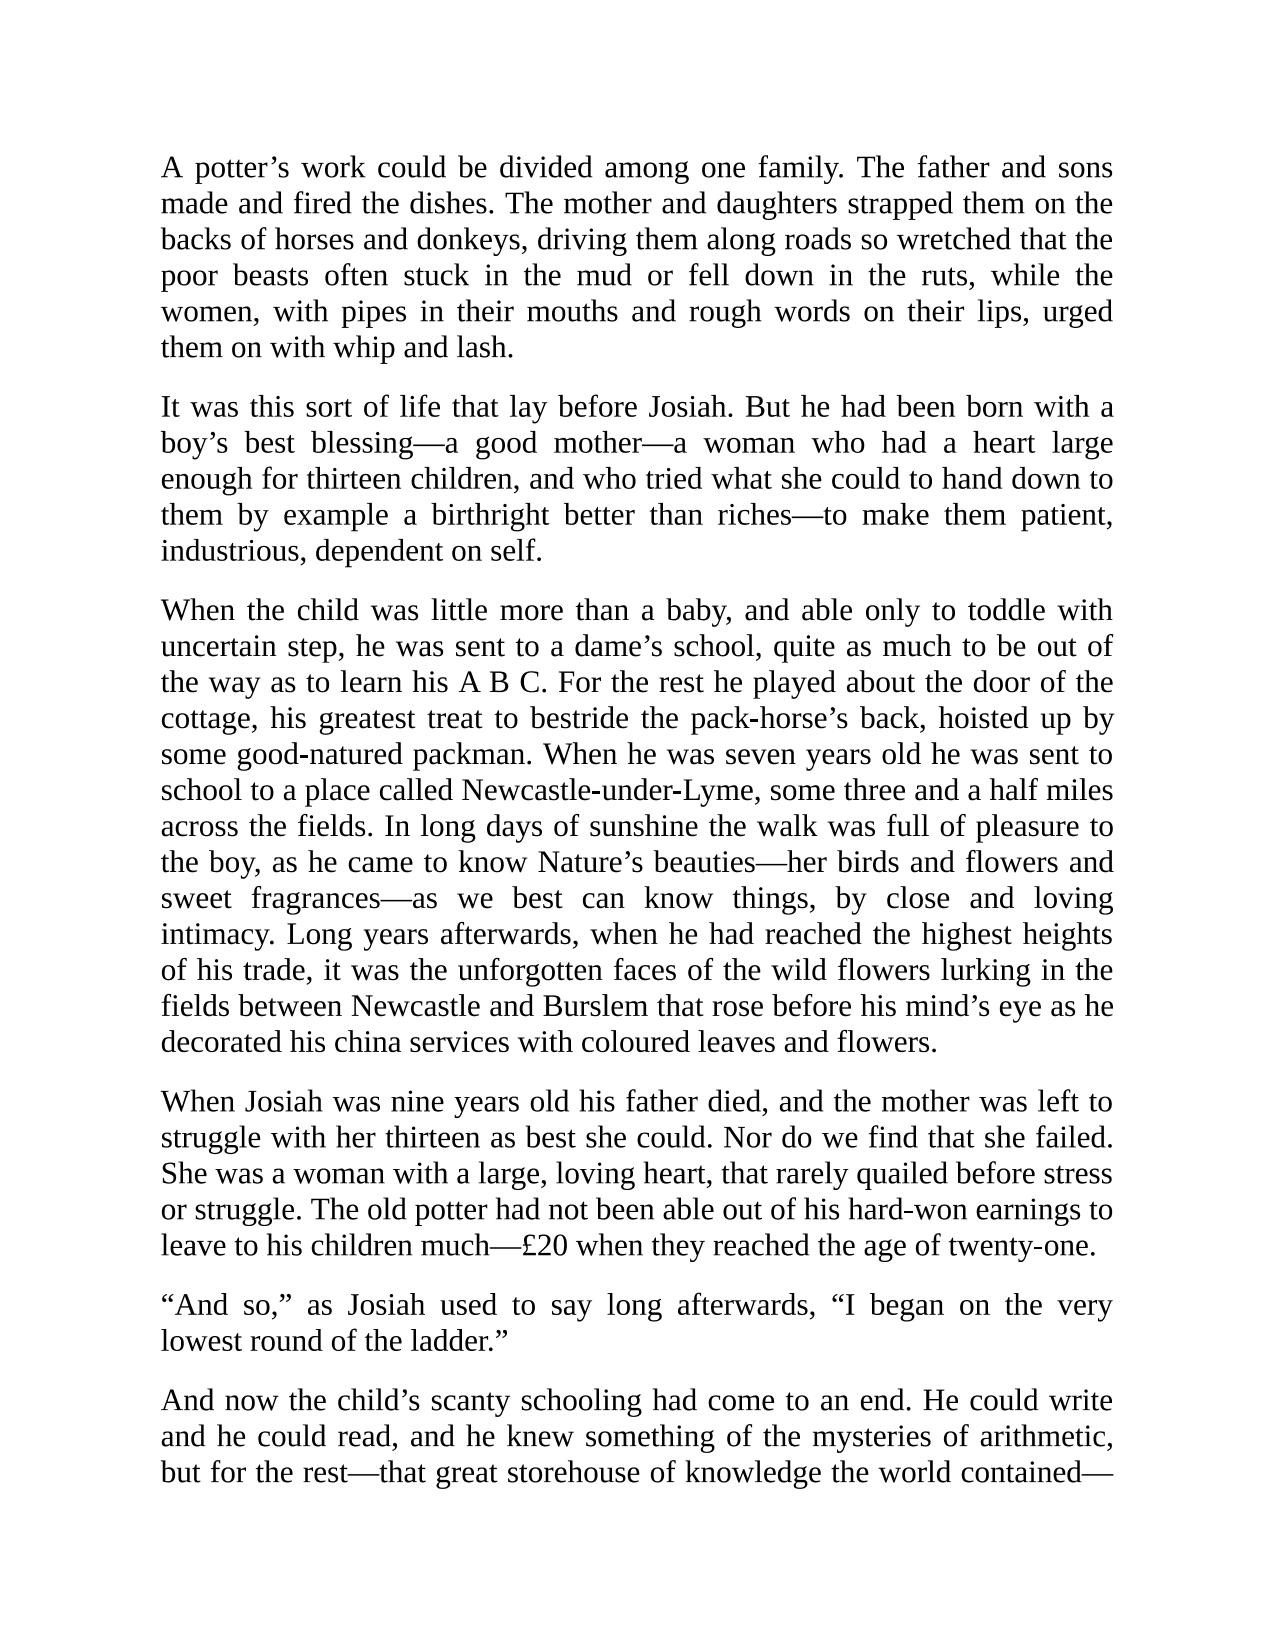 A potter’s work could be divided among one family. The father and sons
made and fired the dishes. The mother and daughters strapped them on the
backs of horses and donkeys, driving them along roads so wretched that the
poor beasts often stuck in the mud or fell down in the ruts, while the
women, with pipes in their mouths and rough words on their lips, urged
them on with whip and lash.
It was this sort of life that lay before Josiah. But he had been born with a
boy’s best blessing—a good mother—a woman who had a heart large
enough for thirteen children, and who tried what she could to hand down to
them by example a birthright better than riches—to make them patient,
industrious, dependent on self.
When the child was little more than a baby, and able only to toddle with
uncertain step, he was sent to a dame’s school, quite as much to be out of
the way as to learn his A B C. For the rest he played about the door of the
cottage, his greatest treat to bestride the pack-horse’s back, hoisted up by
some good-natured packman. When he was seven years old he was sent to
school to a place called Newcastle-under-Lyme, some three and a half miles
across the fields. In long days of sunshine the walk was full of pleasure to
the boy, as he came to know Nature’s beauties—her birds and flowers and
sweet fragrances—as we best can know things, by close and loving
intimacy. Long years afterwards, when he had reached the highest heights
of his trade, it was the unforgotten faces of the wild flowers lurking in the
fields between Newcastle and Burslem that rose before his mind’s eye as he
decorated his china services with coloured leaves and flowers.
When Josiah was nine years old his father died, and the mother was left to
struggle with her thirteen as best she could. Nor do we find that she failed.
She was a woman with a large, loving heart, that rarely quailed before stress
or struggle. The old potter had not been able out of his hard-won earnings to
leave to his children much—£20 when they reached the age of twenty-one.
“And so,” as Josiah used to say long afterwards, “I began on the very
lowest round of the ladder.”
And now the child’s scanty schooling had come to an end. He could write
and he could read, and he knew something of the mysteries of arithmetic,
but for the rest—that great storehouse of knowledge the world contained—